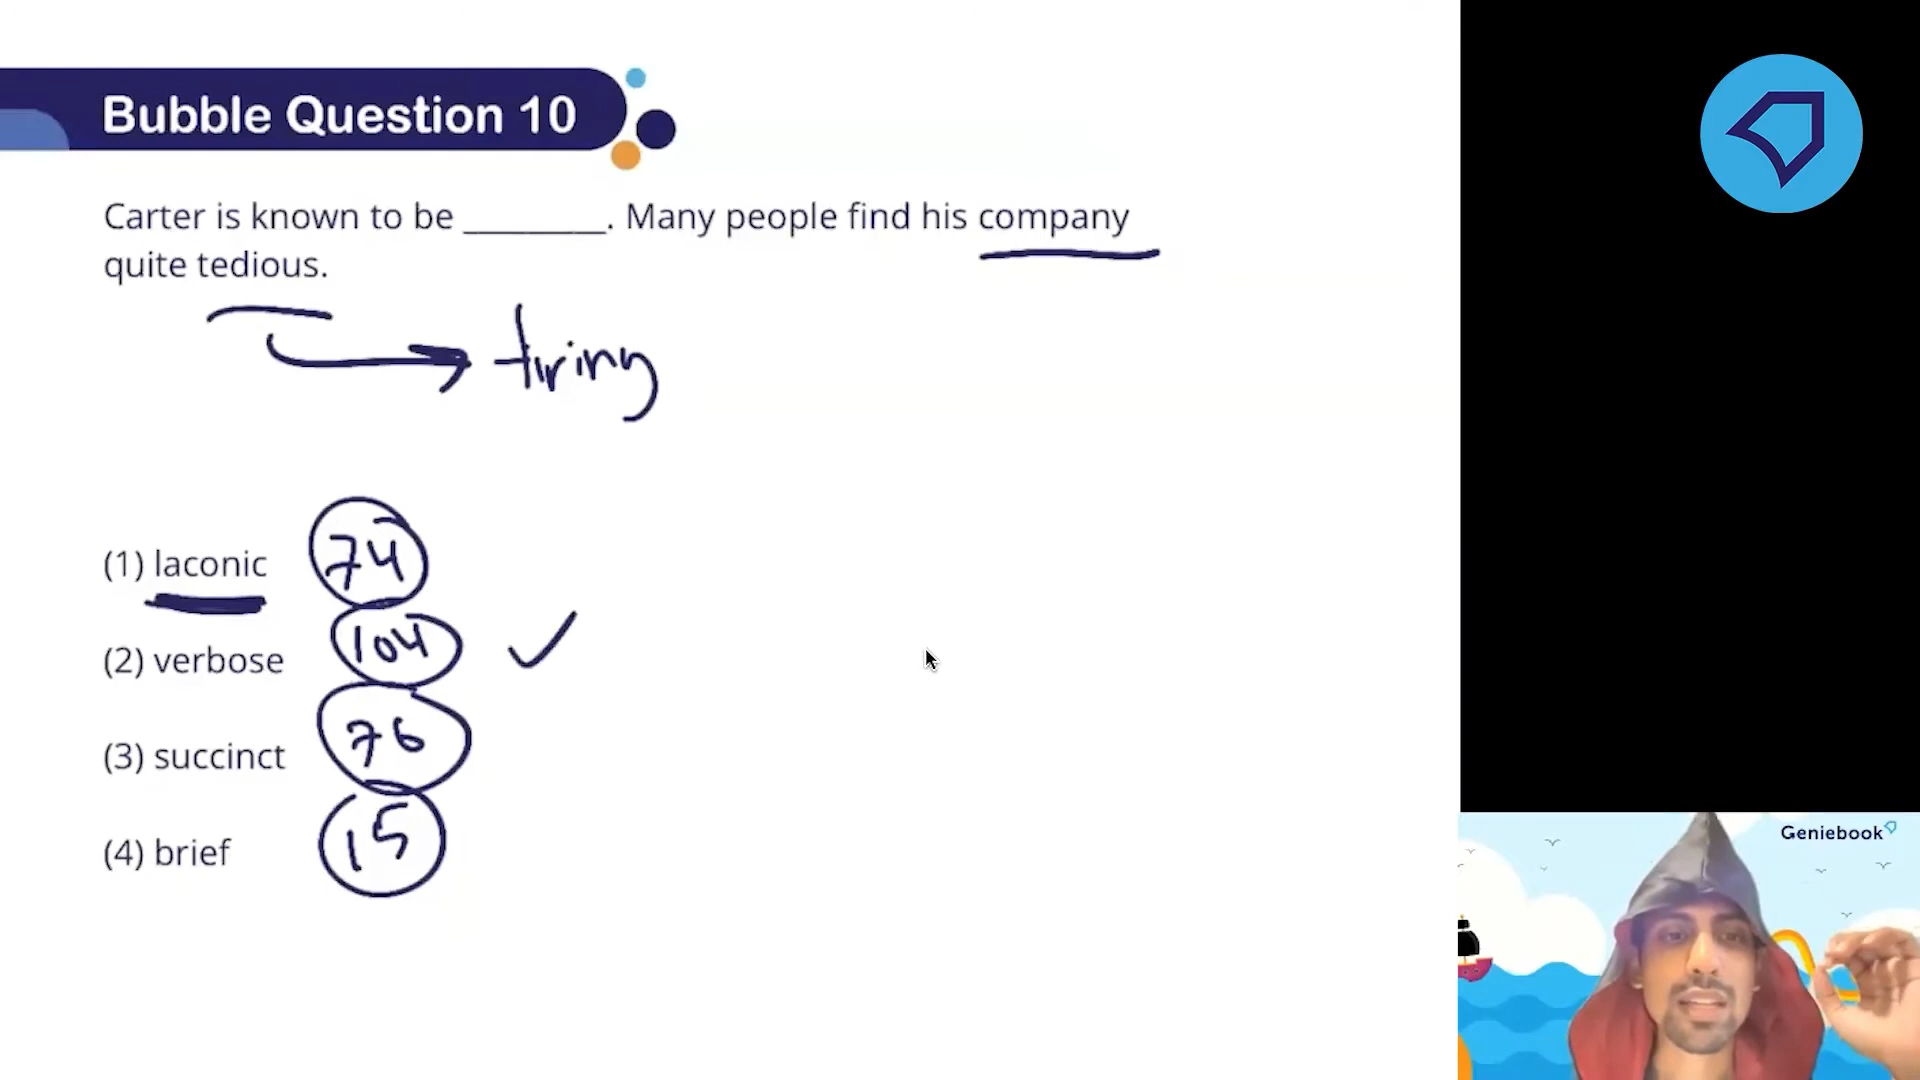 Bubble Question 10
Carter is known to be ________. Many people find his company
quite tedious.
tiring
(1) laconic 74
(2) verbose 104
(3) succinct 76
(4) brief 15
Geniebook